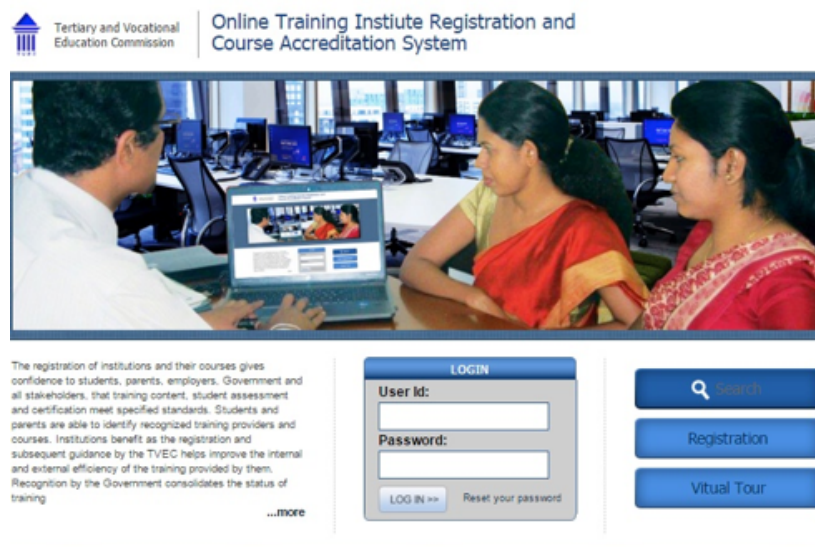 Tertiary and Vocational
Education Commission
Online Training Instiute Registration and
Course Accreditation System
The registration of institutions and their courses gives
confidence to students, parents, employers, Government and
all stakeholders, that training content, student assessment
and certification meet specified standards. Students and
parents are able to identify recognized training providers and
courses. Institutions benefit as the registration and
subsequent guidance by the TVEC helps improve the internal
and external efficiency of the training provided by them.
Recognition by the Government consolidates the status of
training
...more
LOGIN
User Id:
Password:
LOG IN >>
Reset your password
Search
Registration
Vitual Tour